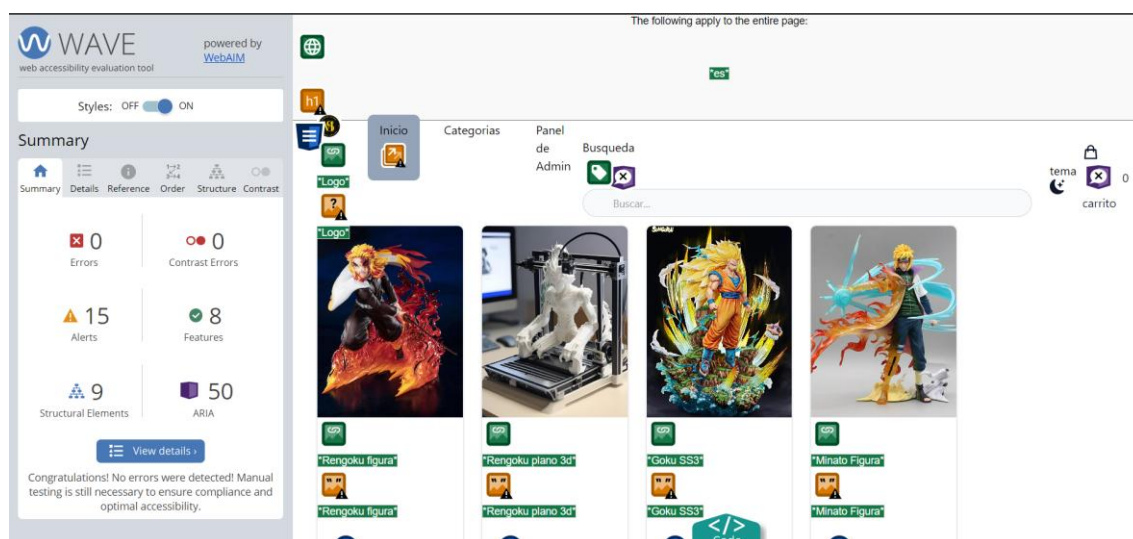 WAVE
web accessibility evaluation tool
powered by
WebAIM
Styles: OFF ON
Summary
Summary Details Reference Order Structure Contrast
0
Errors
0
Contrast Errors
15
Alerts
8
Features
9
Structural Elements
50
ARIA
View details ›
Congratulations! No errors were detected! Manual
testing is still necessary to ensure compliance and
optimal accessibility.
The following apply to the entire page:
*es*
h1
Inicio
Categorias
Panel
de
Admin
Busqueda
Buscar...
tema
0
carrito
*Logo*
*Logo*
*Rengoku figura*
*Rengoku plano 3d*
*Goku SS3*
*Minato Figura*
*Rengoku figura*
*Rengoku plano 3d*
*Goku SS3*
*Minato Figura*
</>
Code